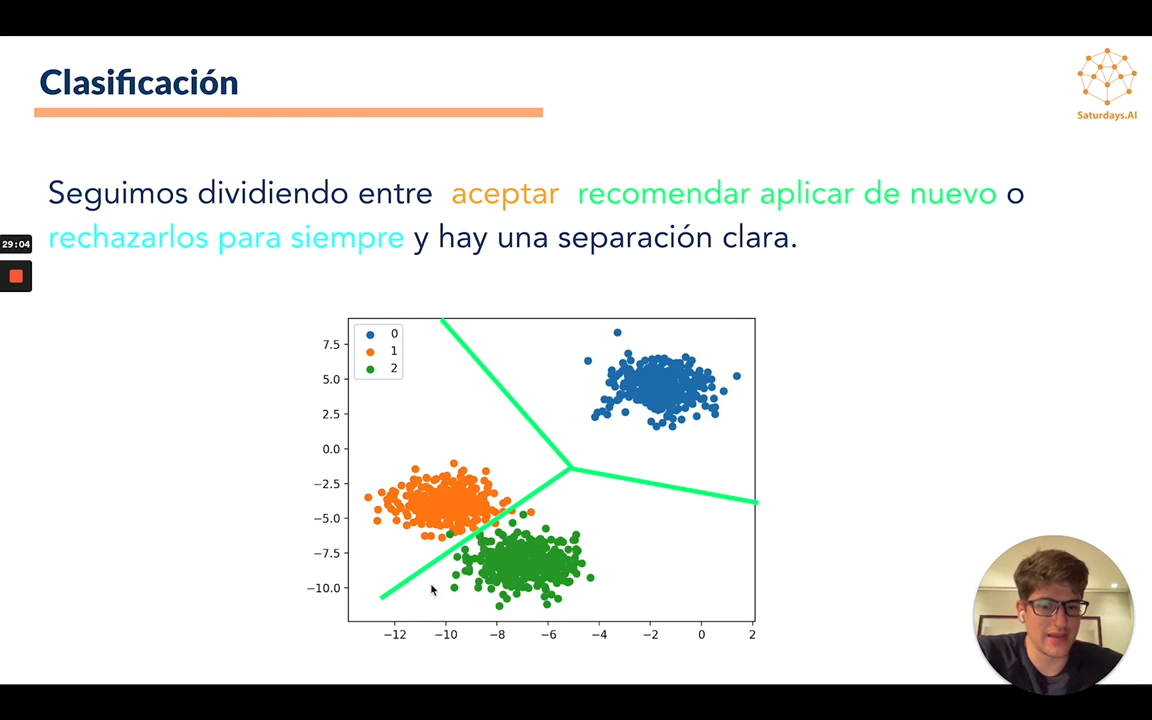 Clasificación
Saturdays.AI
Seguimos dividiendo entre aceptar recomendar aplicar de nuevo o
rechazarlos para siempre y hay una separación clara.
29:04
0
1
2
7.5
5.0
2.5
0.0
−2.5
−5.0
−7.5
−10.0
−12 −10 −8 −6 −4 −2 0 2